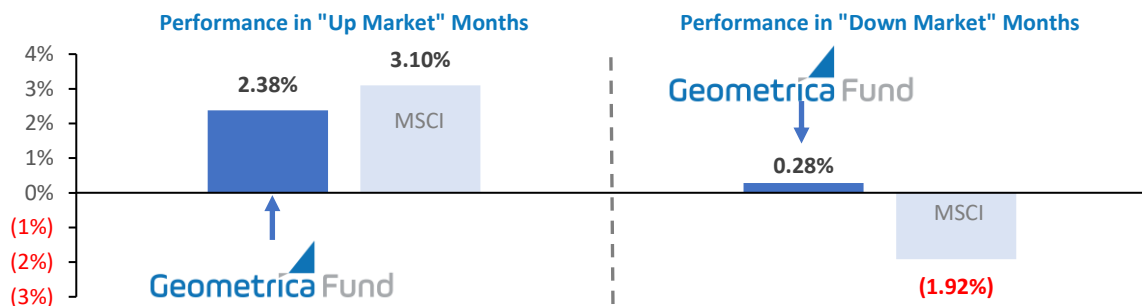 Performance in "Up Market" Months
Performance in "Down Market" Months
4%
3%
2%
1%
0%
(1%)
(2%)
(3%)
2.38%
3.10%
MSCI
Geometrica Fund
Geometrica Fund
0.28%
MSCI
(1.92%)